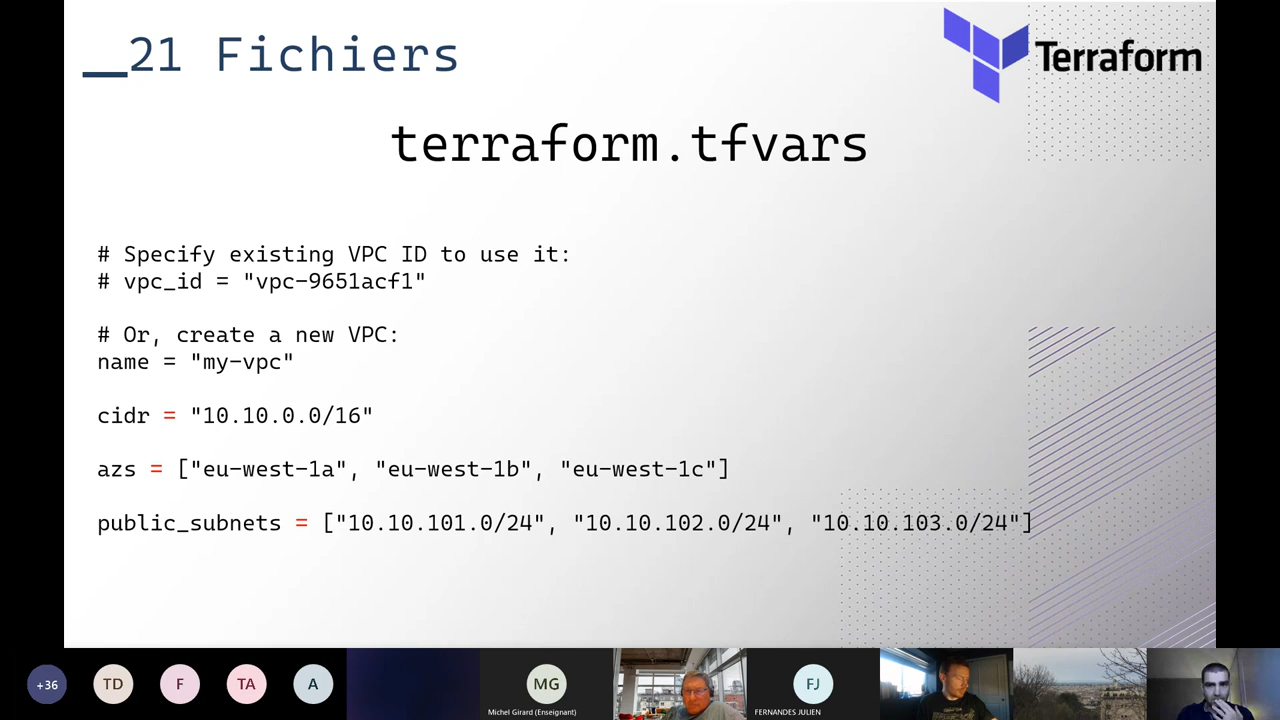 __21 Fichiers
Terraform
terraform.tfvars
# Specify existing VPC ID to use it:
# vpc_id = "vpc-9651acf1"
# Or, create a new VPC:
name = "my-vpc"
cidr = "10.10.0.0/16"
azs = ["eu-west-1a", "eu-west-1b", "eu-west-1c"]
public_subnets = ["10.10.101.0/24", "10.10.102.0/24", "10.10.103.0/24"]
+36
TD
F
TA
A
MG
Michel Girard (Enseignant)
FJ
FERNANDES JULIEN